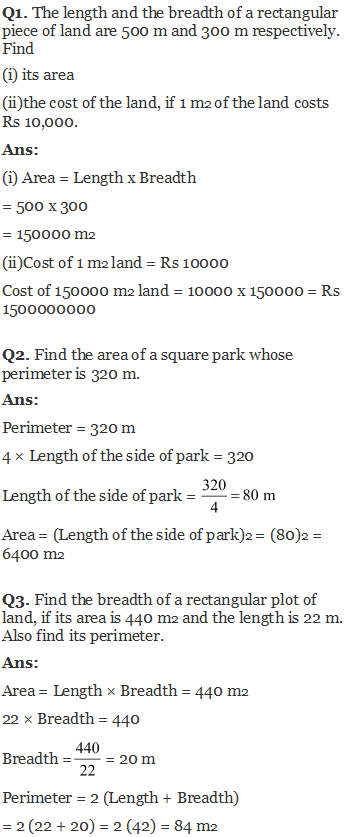 Q1. The length and the breadth of a rectangular
piece of land are 500 m and 300 m respectively.
Find
(i) its area
(ii)the cost of the land, if 1 m2 of the land costs
Rs 10,000.
Ans:
(i) Area = Length x Breadth
= 500 x 300
= 150000 m2
(ii)Cost of 1 m2 land = Rs 10000
Cost of 150000 m2 land = 10000 x 150000 = Rs
1500000000
Q2. Find the area of a square park whose
perimeter is 320 m.
Ans:
Perimeter = 320 m
4 × Length of the side of park = 320
Length of the side of park = 320/4 = 80 m
Area = (Length of the side of park)2 = (80)2 =
6400 m2
Q3. Find the breadth of a rectangular plot of
land, if its area is 440 m2 and the length is 22 m.
Also find its perimeter.
Ans:
Area = Length × Breadth = 440 m2
22 × Breadth = 440
Breadth = 440/22 = 20 m
Perimeter = 2 (Length + Breadth)
= 2 (22 + 20) = 2 (42) = 84 m2